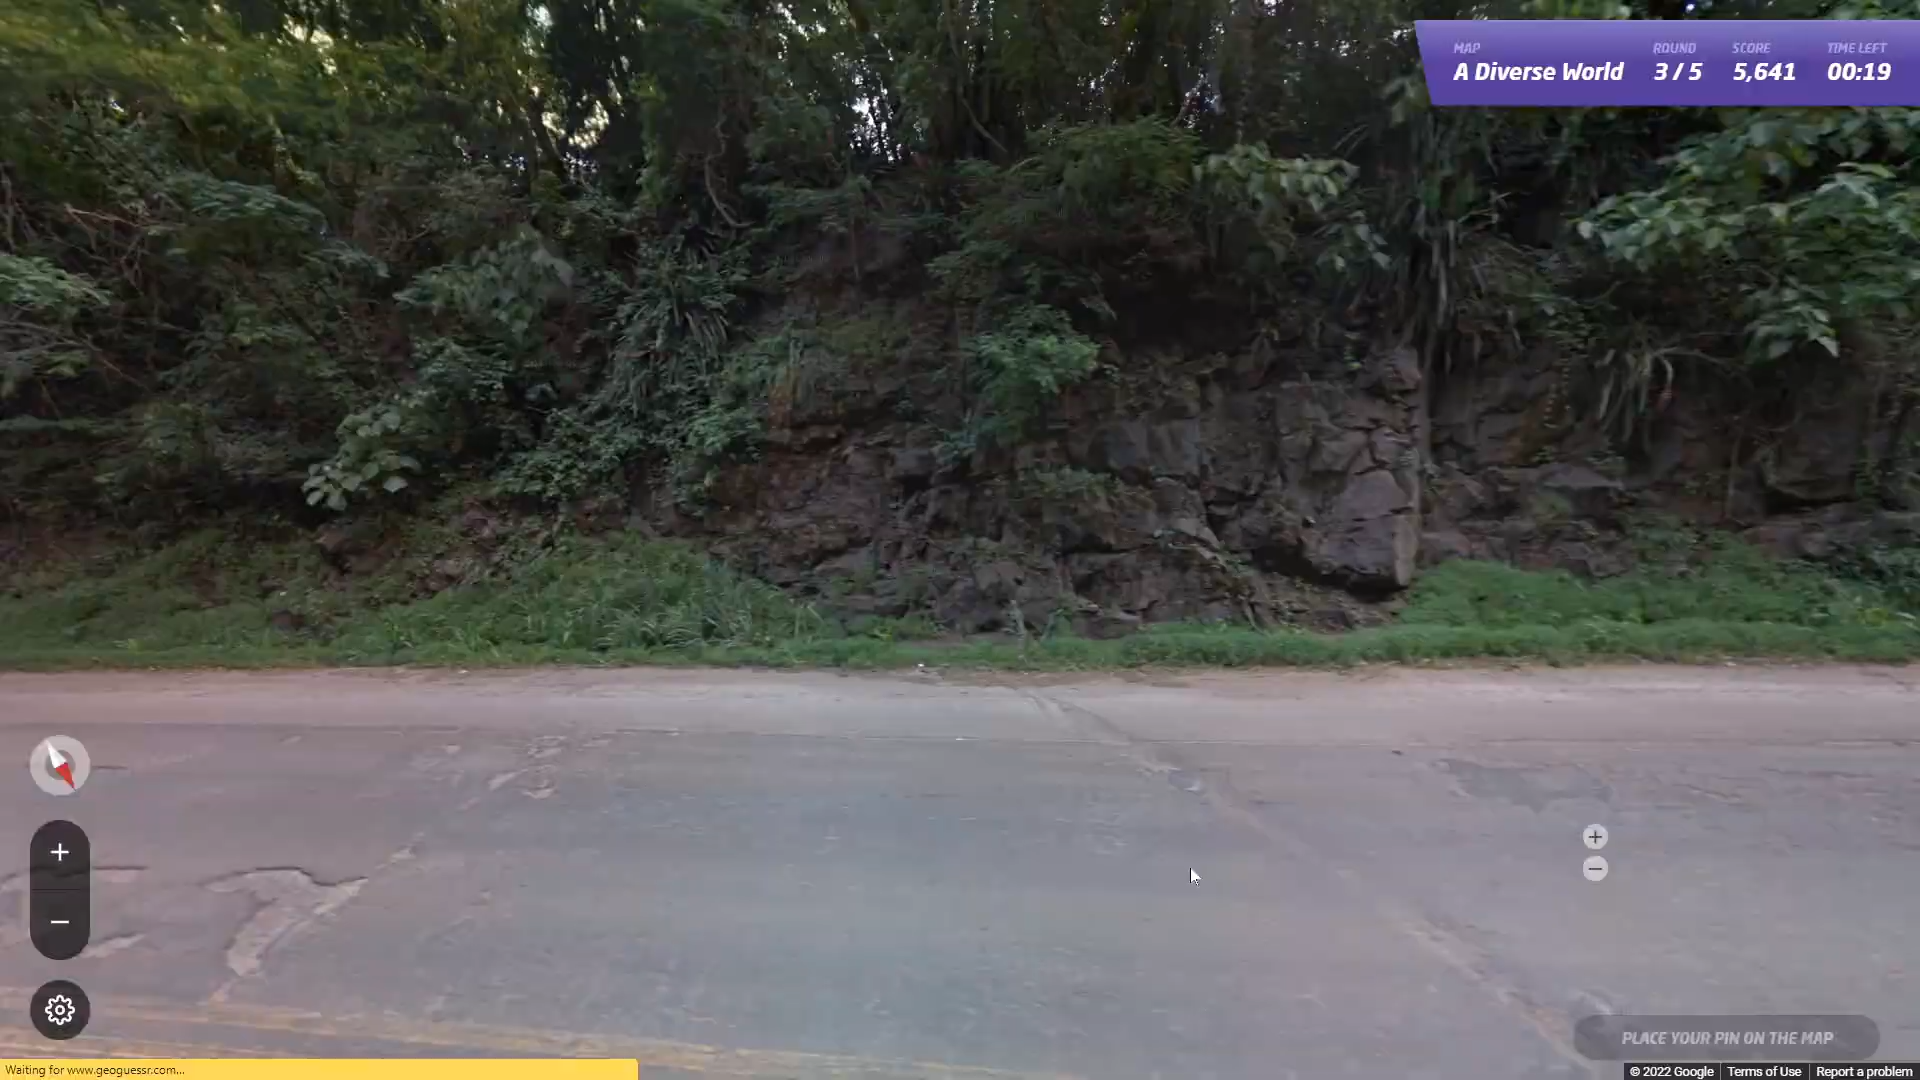 MAP
A Diverse World
ROUND
3 / 5
SCORE
5,641
TIME LEFT
00:19
PLACE YOUR PIN ON THE MAP
Waiting for www.geoguessr.com...
© 2022 Google
Terms of Use
Report a problem